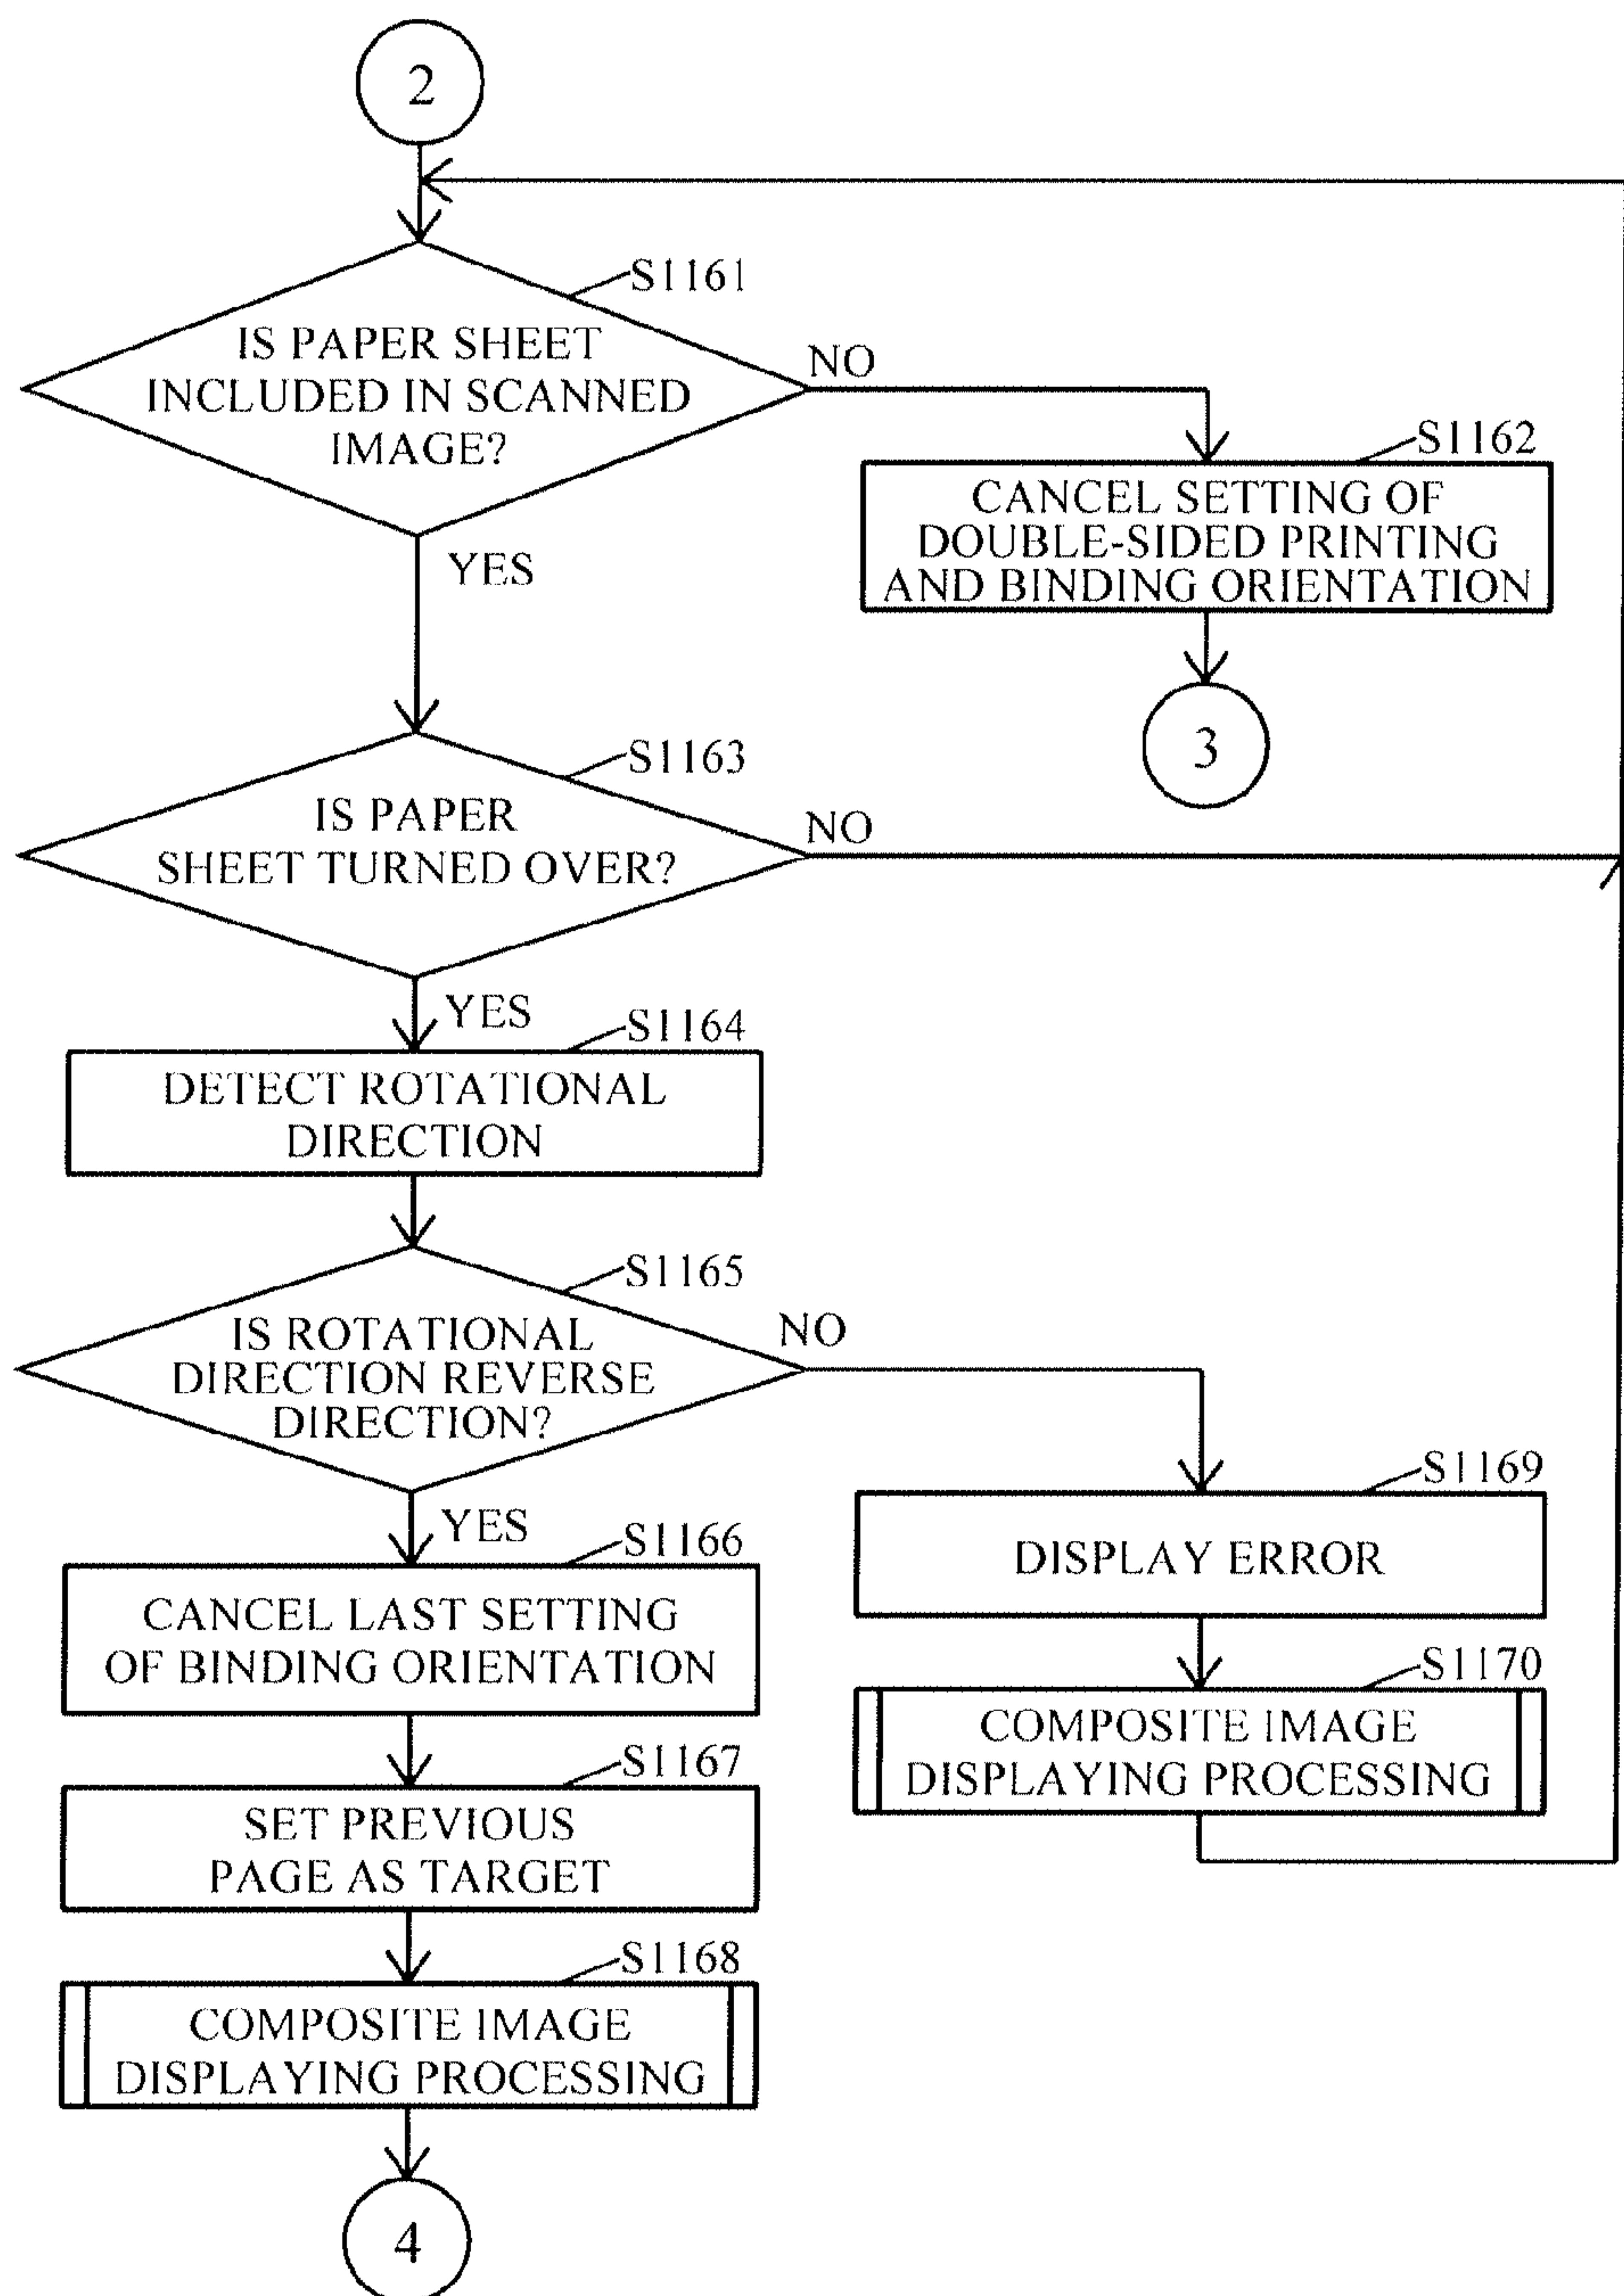 2
S1161
IS PAPER SHEET
INCLUDED IN SCANNED
IMAGE?
NO
YES
S1162
CANCEL SETTING OF
DOUBLE-SIDED PRINTING
AND BINDING ORIENTATION
3
S1163
IS PAPER
SHEET TURNED OVER?
NO
YES
S1164
DETECT ROTATIONAL
DIRECTION
S1165
IS ROTATIONAL
DIRECTION REVERSE
DIRECTION?
NO
YES
S1166
CANCEL LAST SETTING
OF BINDING ORIENTATION
S1167
SET PREVIOUS
PAGE AS TARGET
S1168
COMPOSITE IMAGE
DISPLAYING PROCESSING
4
S1169
DISPLAY ERROR
S1170
COMPOSITE IMAGE
DISPLAYING PROCESSING